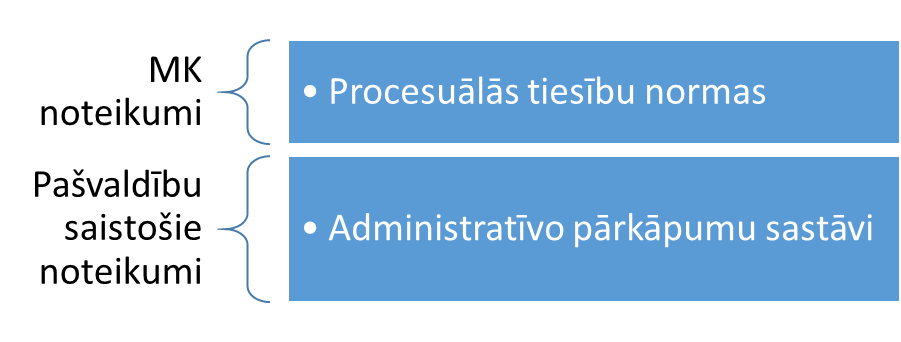 MK
noteikumi
• Procesuālās tiesību normas
Pašvaldību
saistošie
noteikumi
• Administratīvo pārkāpumu sastāvi